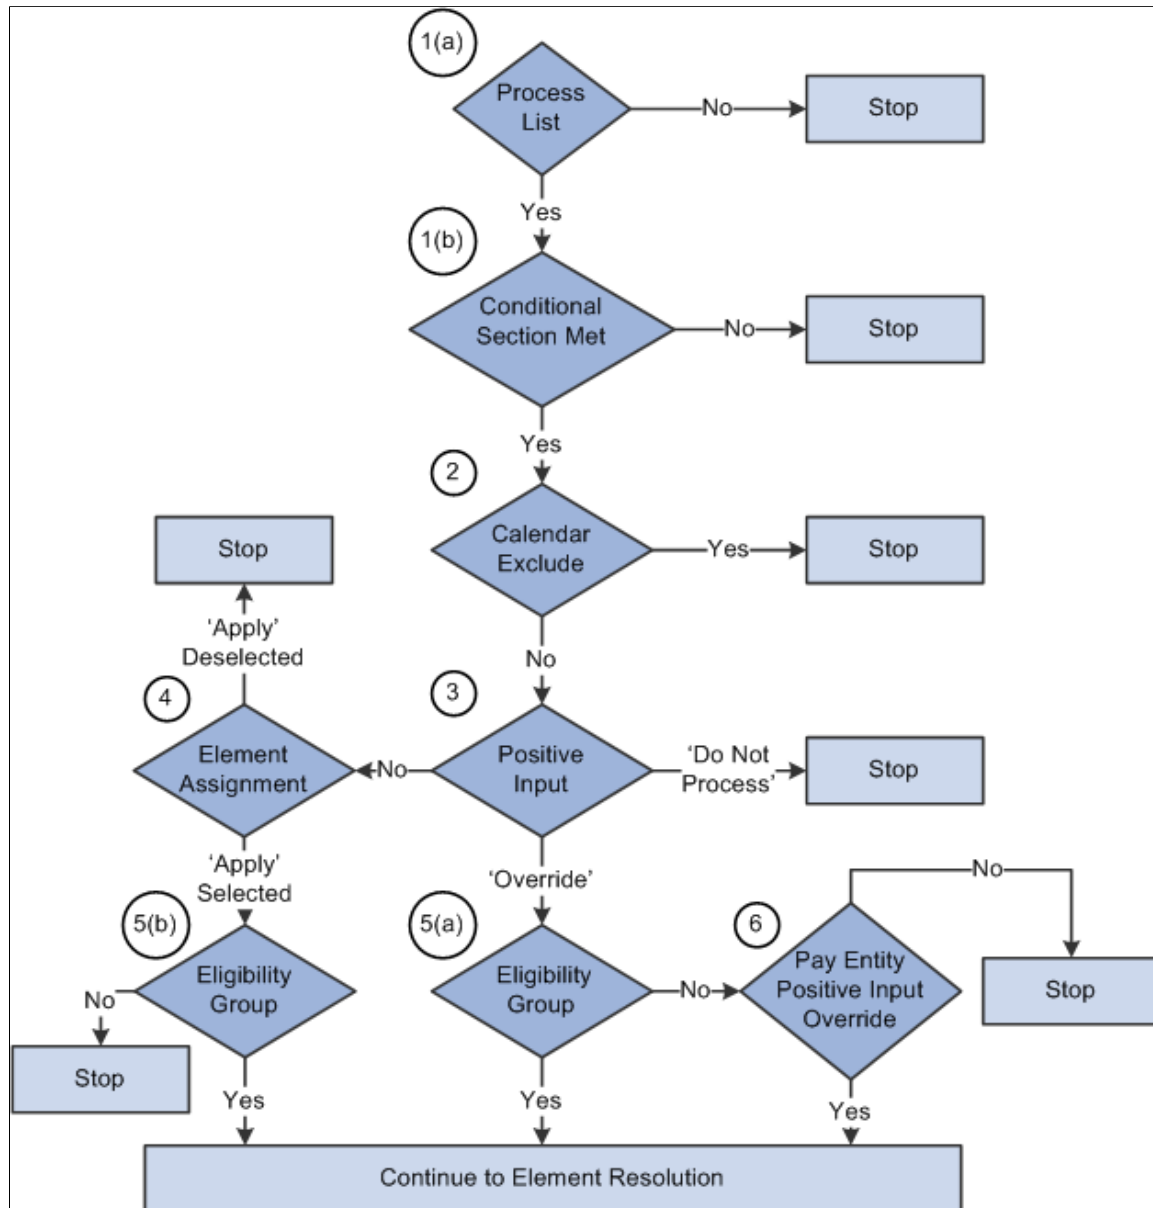 1(a)
Process
List
No
Stop
Yes
1(b)
Conditional
Section Met
No
Stop
Yes
2
Calendar
Exclude
Yes
Stop
Stop
‘Apply’
Deselected
No
4
3
Element
Assignment
No
Positive
Input
‘Do Not
Process’
Stop
‘Apply’
Selected
‘Override’
No
5(b)
5(a)
6
Eligibility
Group
Eligibility
Group
No
Pay Entity
Positive Input
Override
Stop
No
Stop
Yes
Yes
Yes
Continue to Element Resolution